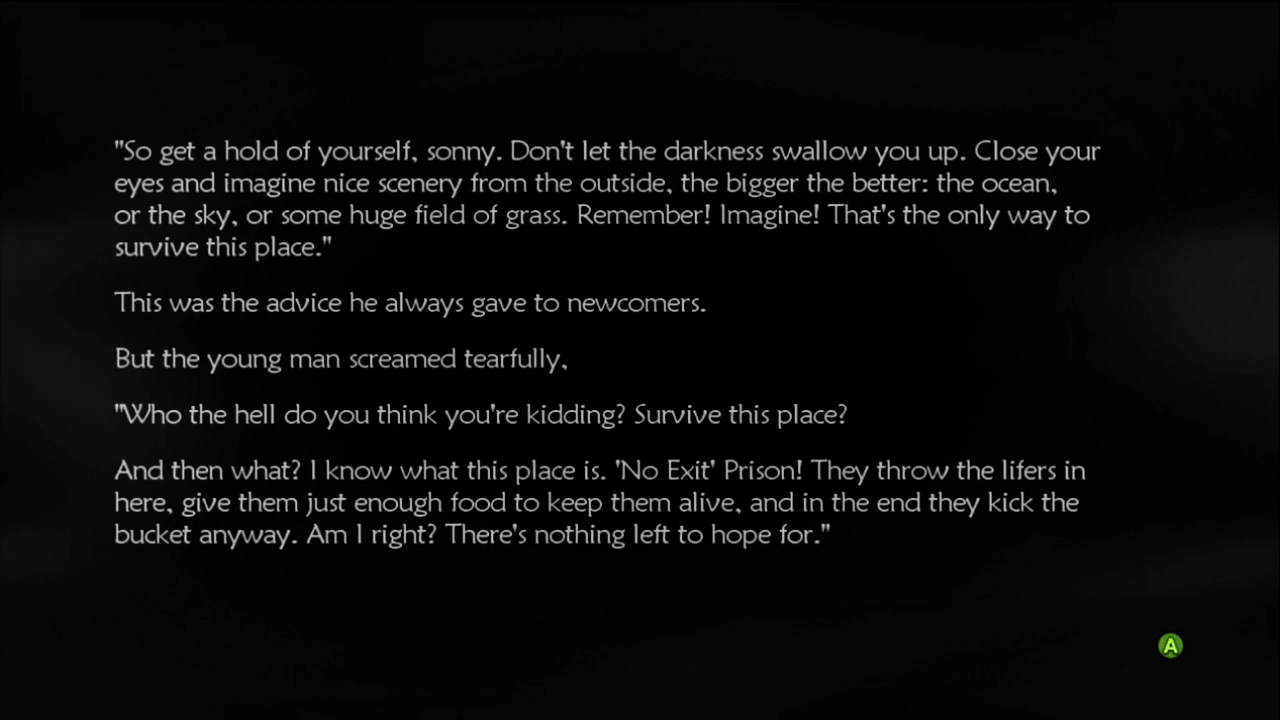 "So get a hold of yourself, sonny. Don't let the darkness swallow you up. Close your
eyes and imagine nice scenery from the outside, the bigger the better: the ocean,
or the sky, or some huge field of grass. Remember! Imagine! That's the only way to
survive this place."
This was the advice he always gave to newcomers.
But the young man screamed tearfully,
"Who the hell do you think you're kidding? Survive this place?
And then what? I know what this place is. 'No Exit' Prison! They throw the lifers in
here, give them just enough food to keep them alive, and in the end they kick the
bucket anyway. Am I right? There's nothing left to hope for."
A